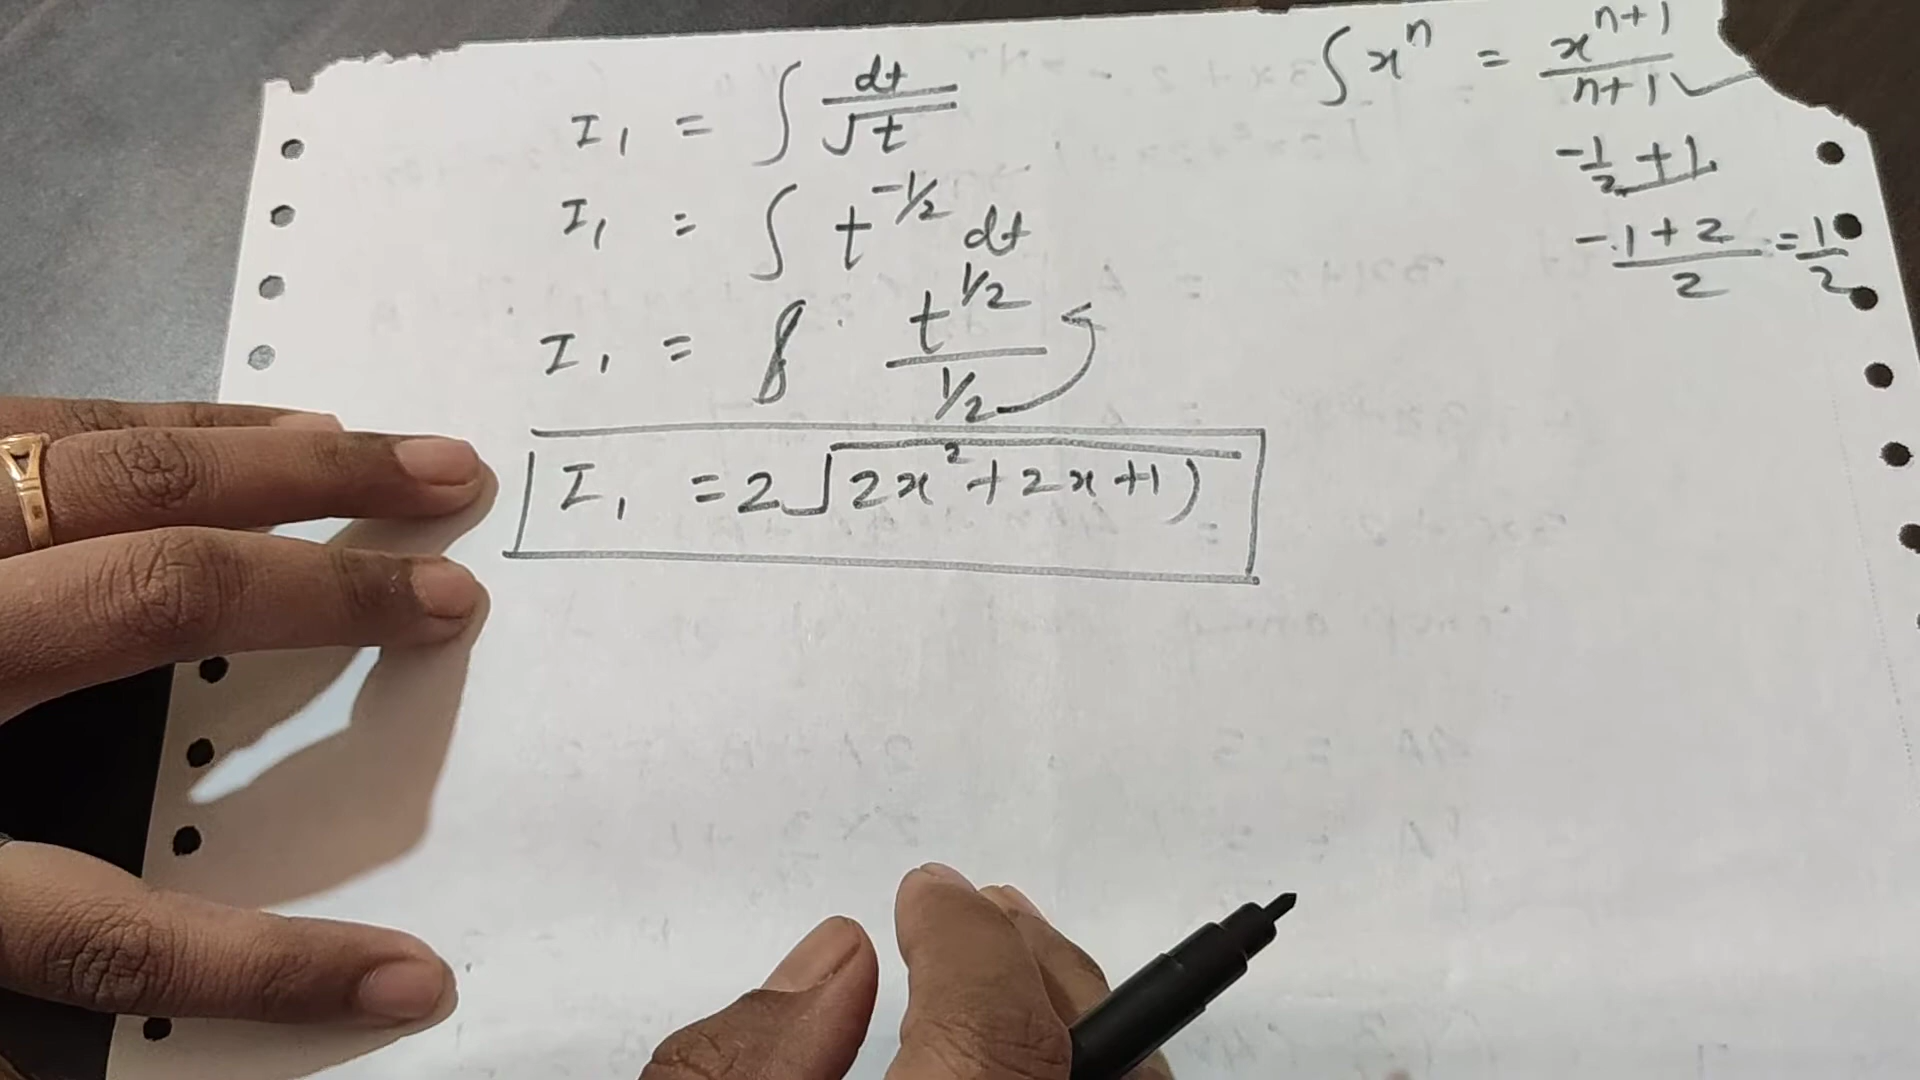 I₁ = ∫ dt/√t
I₁ = ∫ t^(-1/2) dt
I₁ = t^(1/2)/(1/2)
I₁ = 2√(2x²+2x+1)
∫xⁿ = x^(n+1)/(n+1)
-1/2 + 1
(-1+2)/2 = 1/2